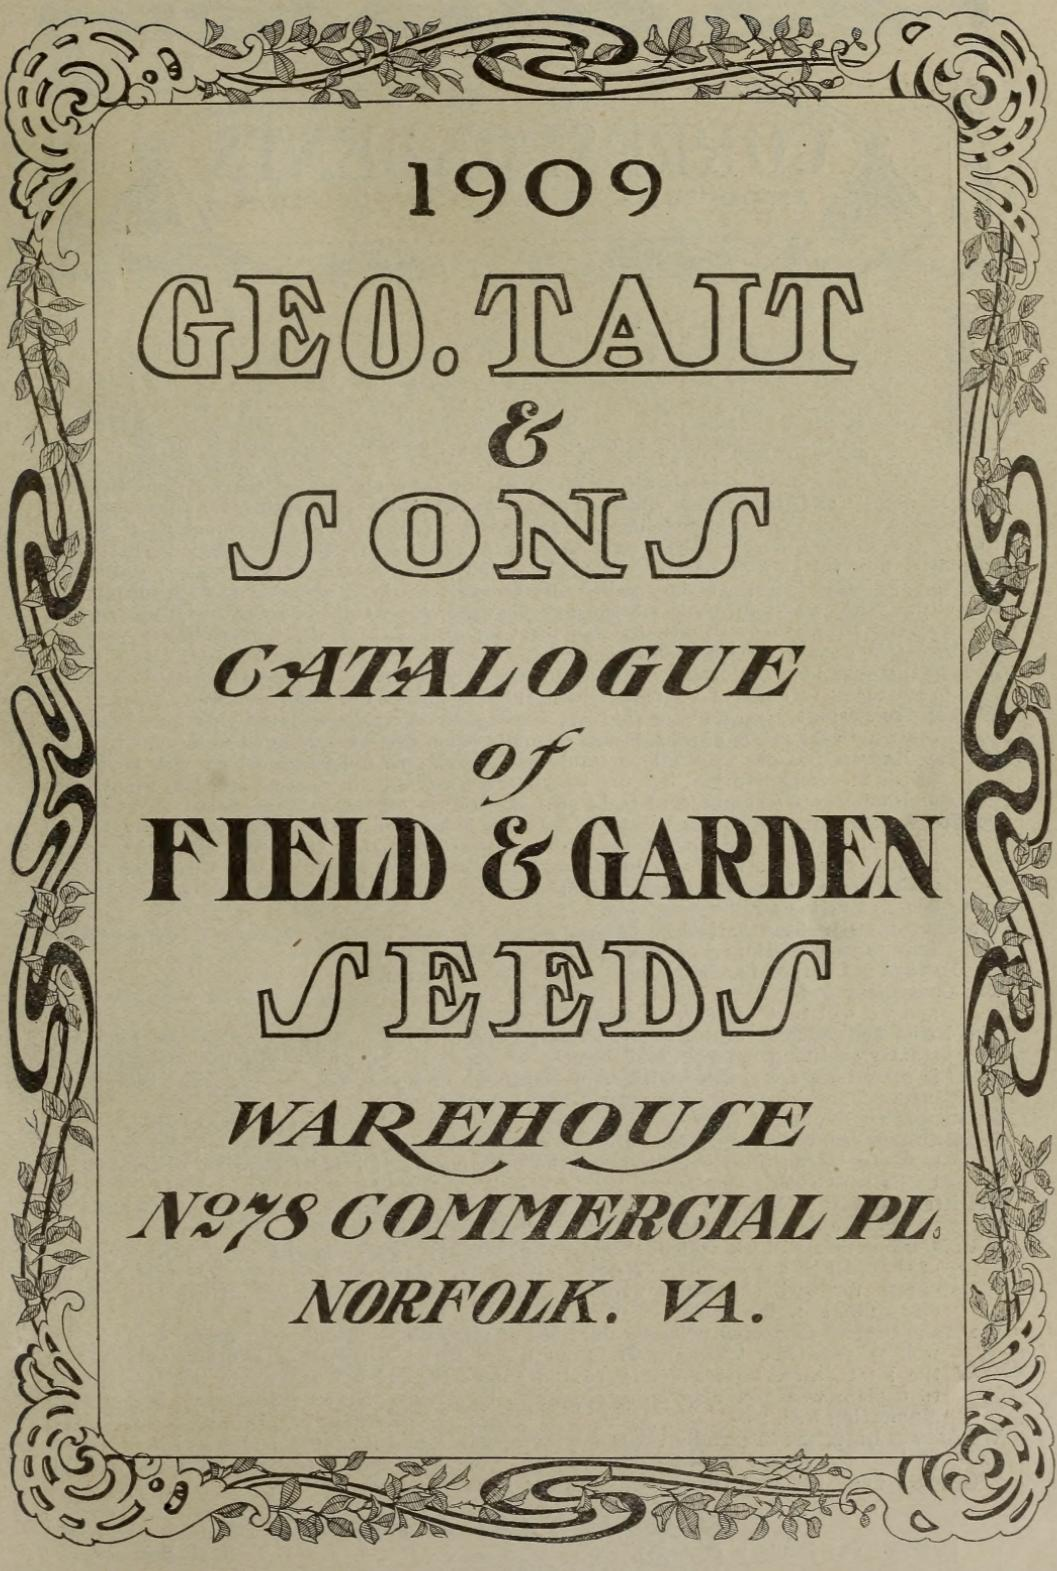 1909
GEO. TAIT
&
SONS
CATALOGUE
of
FIELD & GARDEN
SEEDS
WAREHOUSE
No 78 COMMERCIAL PL.
NORFOLK. VA.